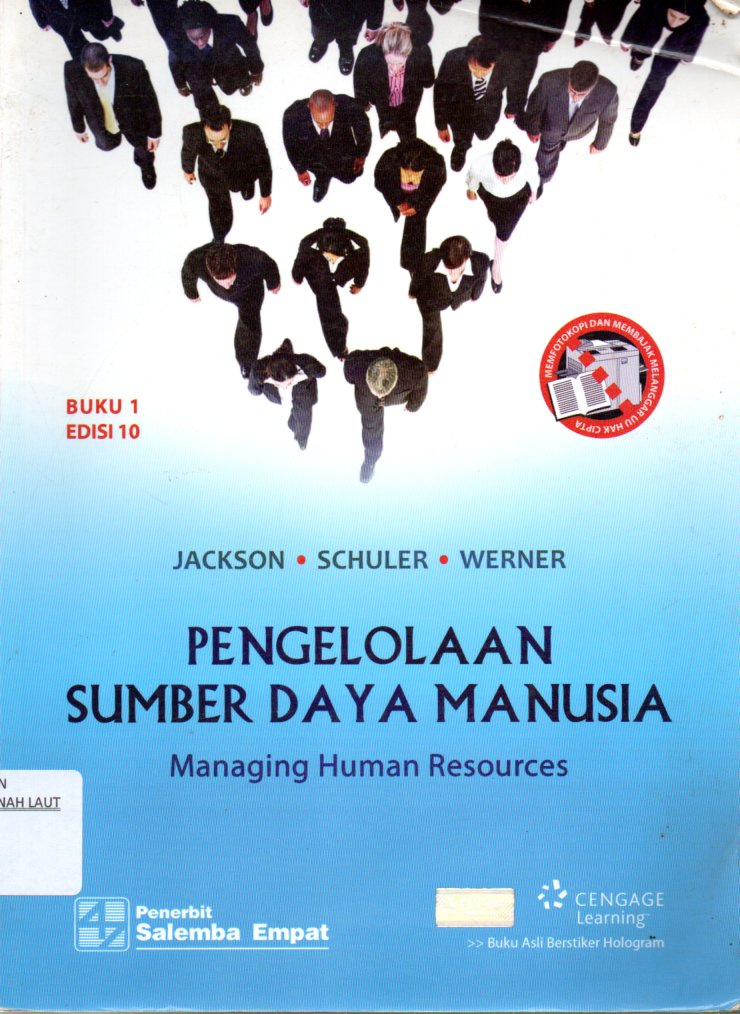 BUKU 1
EDISI 10
MEMFOTOKOPI DAN MEMBAJAK MELANGGAR UU HAK CIPTA
JACKSON • SCHULER • WERNER
PENGELOLAAN
SUMBER DAYA MANUSIA
Managing Human Resources
N
NAH LAUT
Penerbit
Salemba Empat
CENGAGE
Learning™
>> Buku Asli Berstiker Hologram